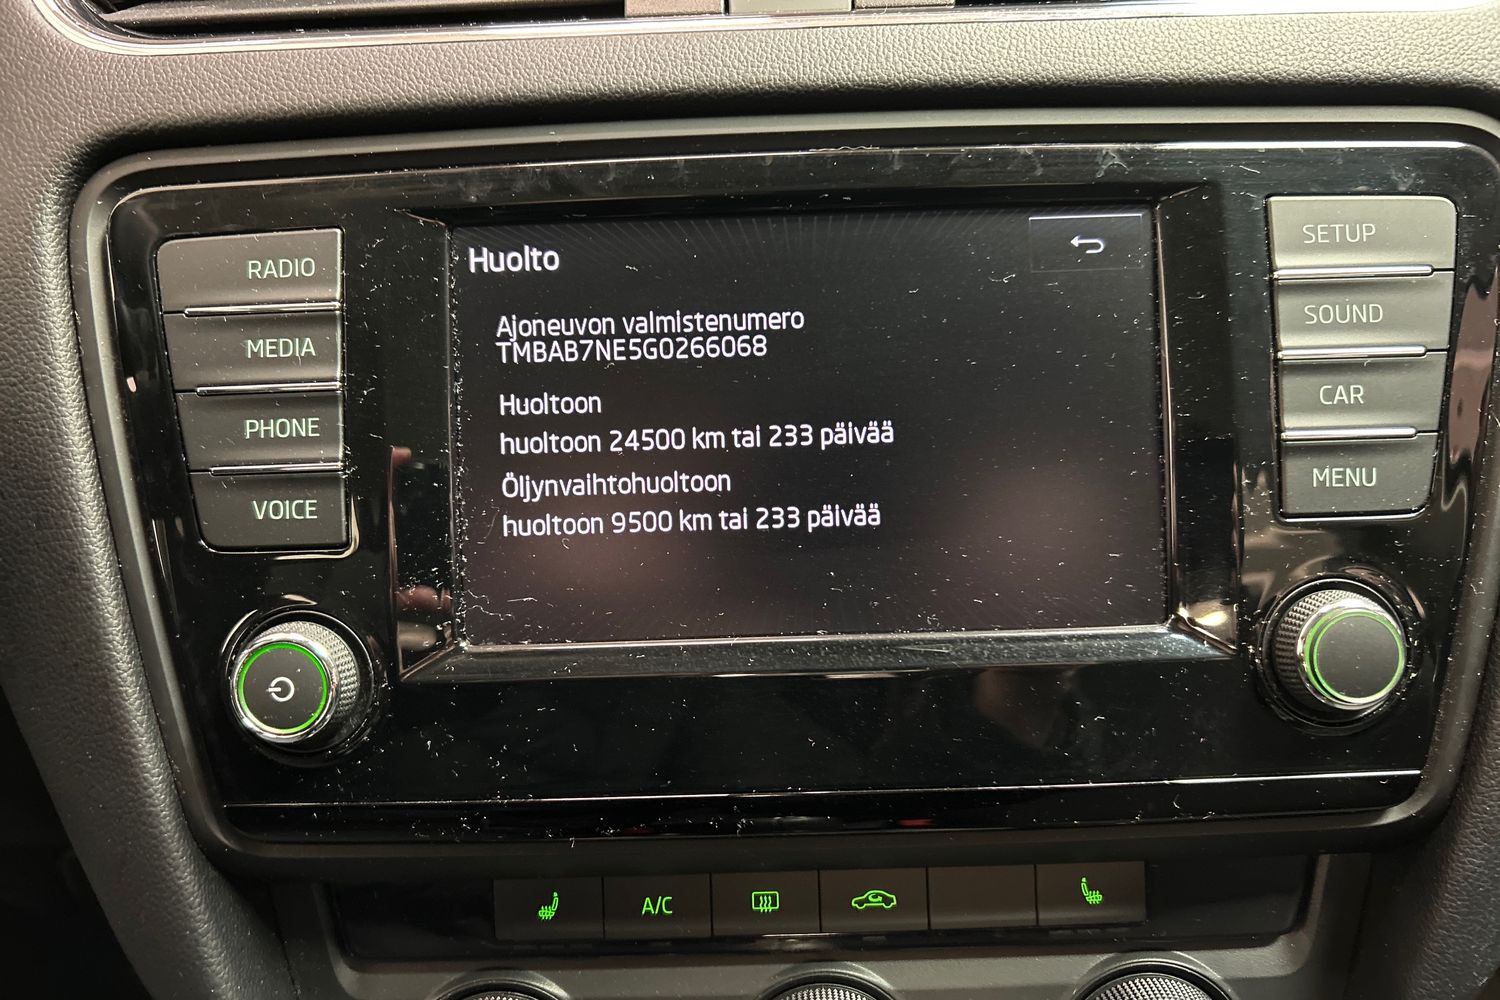 Huolto
Ajoneuvon valmistenumero
TMBAB7NE5G0266068
Huoltoon
huoltoon 24500 km tai 233 päivää
Öljynvaihtohuoltoon
huoltoon 9500 km tai 233 päivää
RADIO
MEDIA
PHONE
VOICE
SETUP
SOUND
CAR
MENU
A/C